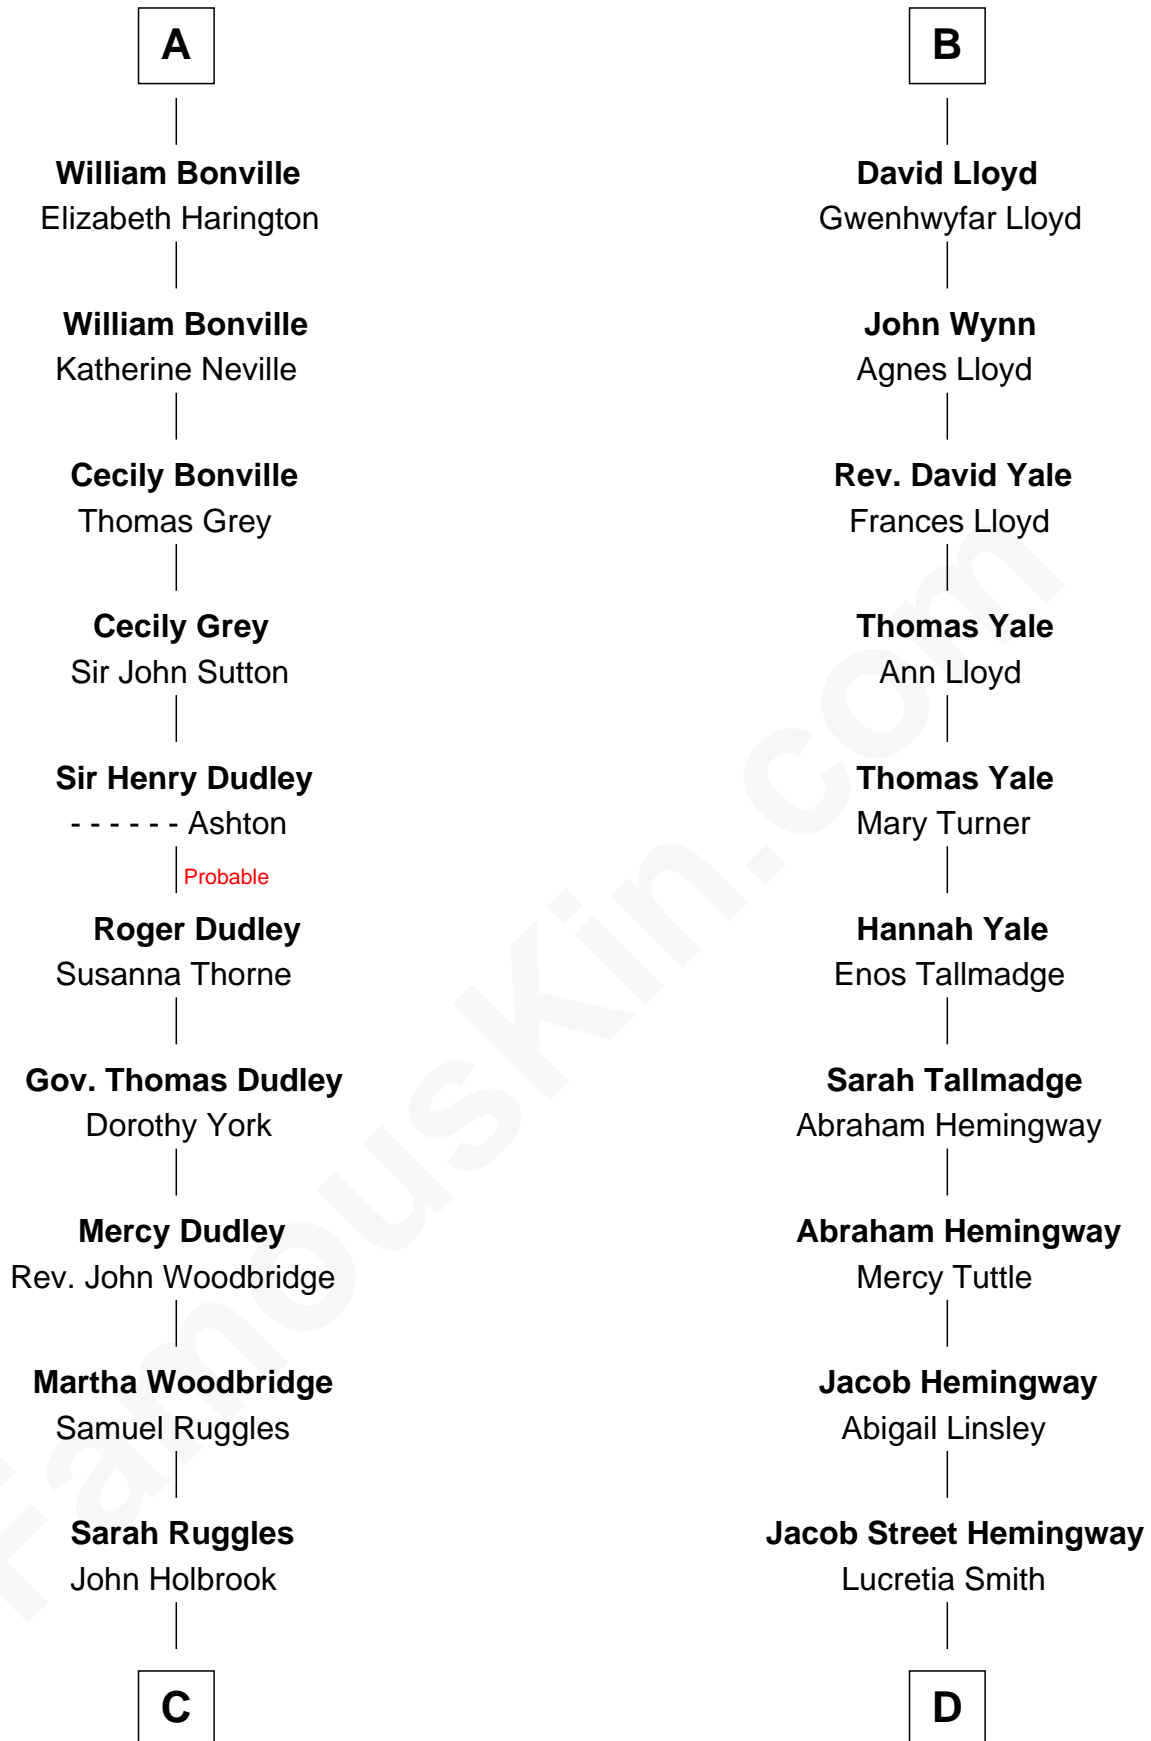 A
William Bonville
Elizabeth Harington
William Bonville
Katherine Neville
Cecily Bonville
Thomas Grey
Cecily Grey
Sir John Sutton
Sir Henry Dudley
- - - - - - Ashton
Probable
Roger Dudley
Susanna Thorne
Gov. Thomas Dudley
Dorothy York
Mercy Dudley
Rev. John Woodbridge
Martha Woodbridge
Samuel Ruggles
Sarah Ruggles
John Holbrook
C
B
David Lloyd
Gwenhwyfar Lloyd
John Wynn
Agnes Lloyd
Rev. David Yale
Frances Lloyd
Thomas Yale
Ann Lloyd
Thomas Yale
Mary Turner
Hannah Yale
Enos Tallmadge
Sarah Tallmadge
Abraham Hemingway
Abraham Hemingway
Mercy Tuttle
Jacob Hemingway
Abigail Linsley
Jacob Street Hemingway
Lucretia Smith
D
FamousKin.com